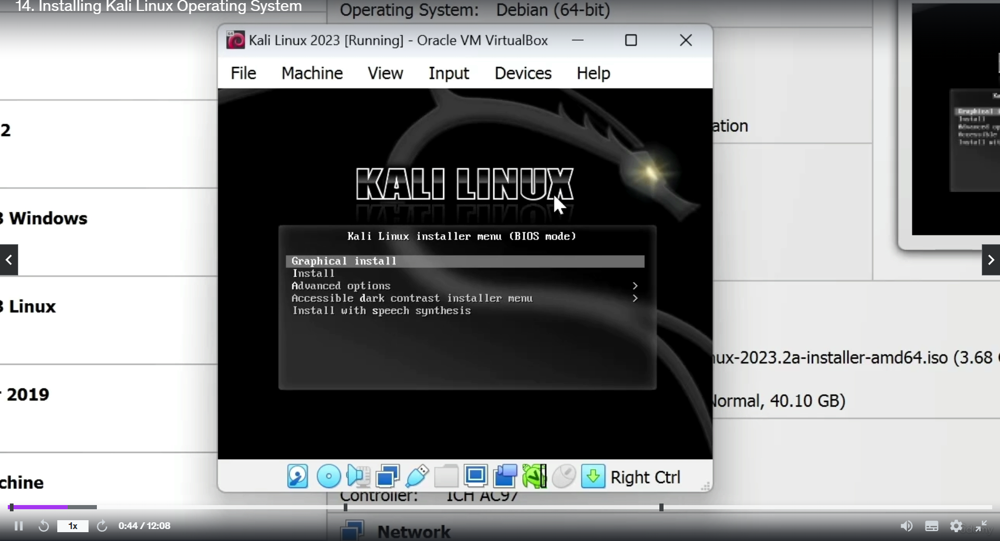 14. Installing Kali Linux Operating System
Operating System: Debian (64-bit)
Kali Linux 2023 [Running] - Oracle VM VirtualBox
File Machine View Input Devices Help
2
ation
KALI LINUX
3 Windows
Kali Linux installer menu (BIOS mode)
Graphical install
Install
Advanced options >
Accessible dark contrast installer menu >
Install with speech synthesis
3 Linux
nux-2023.2a-installer-amd64.iso (3.68
2019
Normal, 40.10 GB)
chine
Right Ctrl
Controller: ICH AC97
1x
0:44 / 12:08
Network